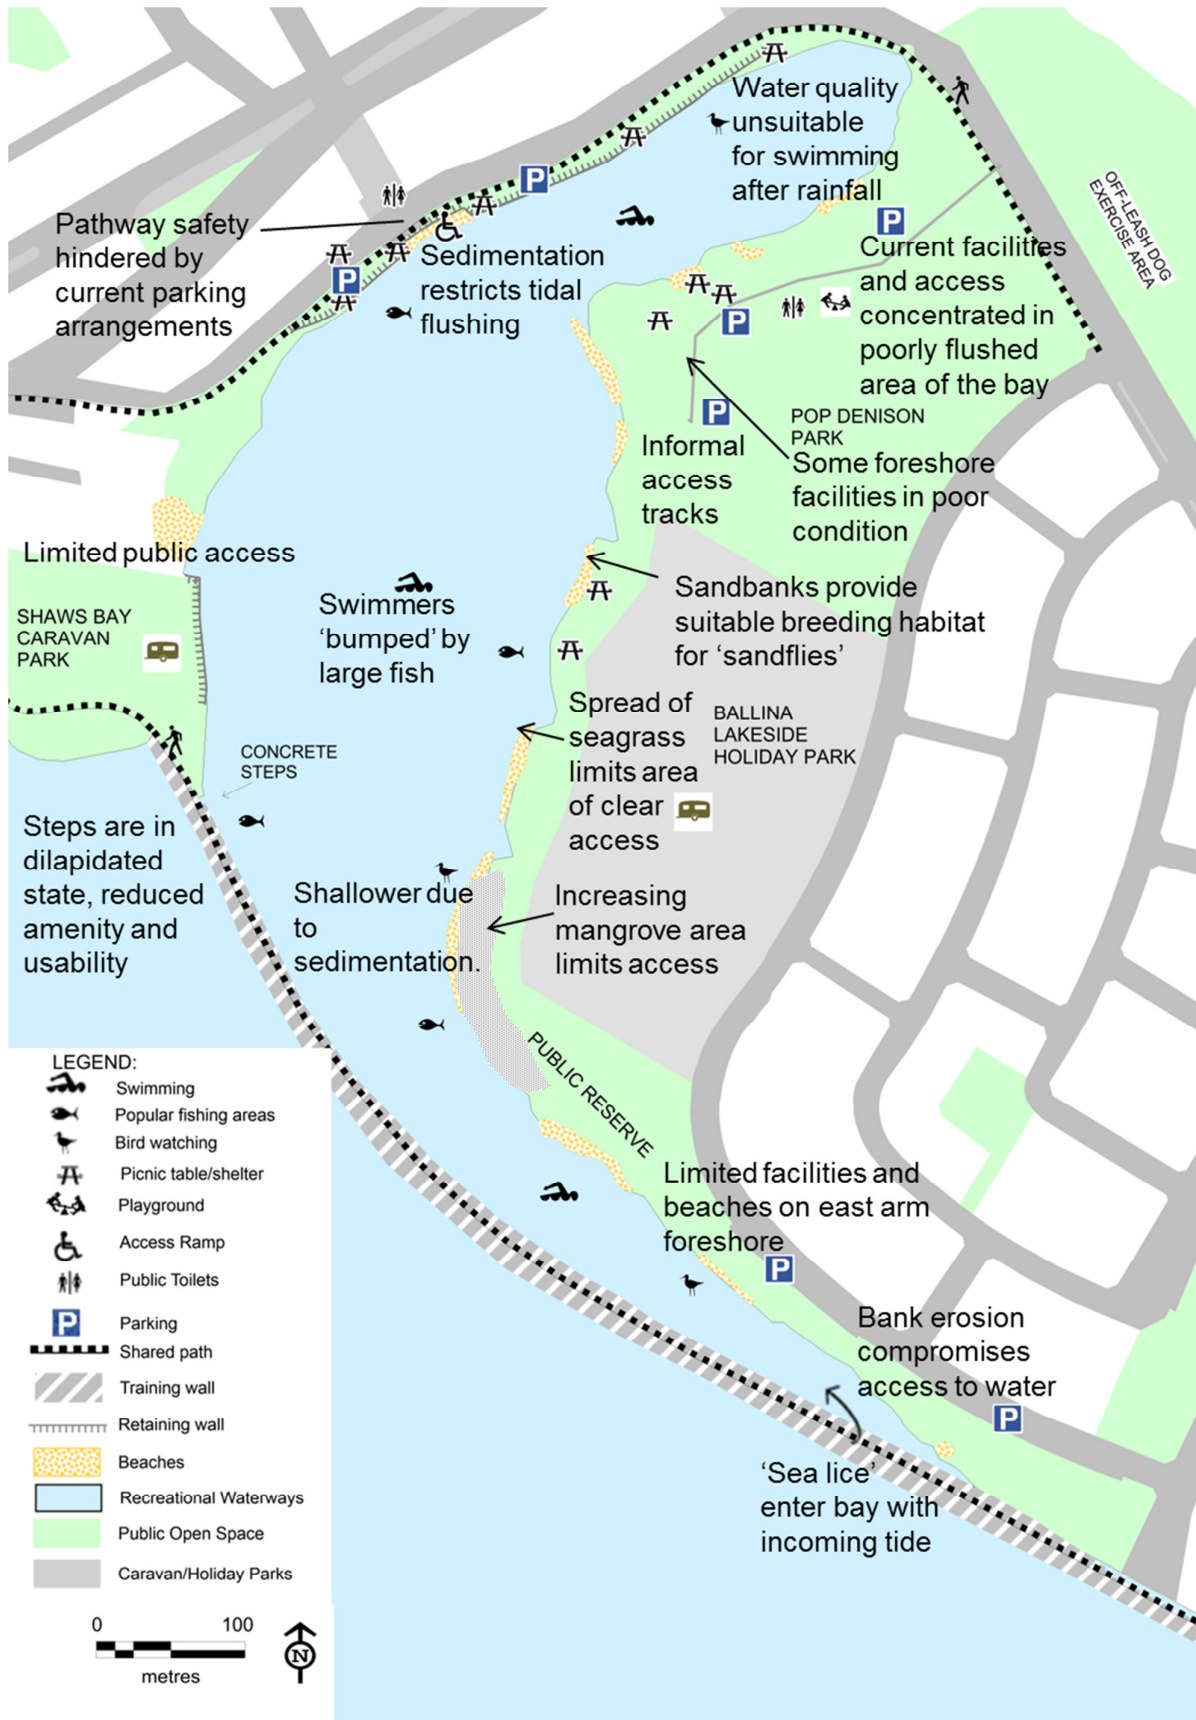 Water quality
unsuitable
for swimming
after rainfall
P
OFF-LEASH DOG
EXERCISE AREA
Pathway safety
hindered by
current parking
arrangements
P
Sedimentation
restricts tidal
flushing
P
Current facilities
and access
concentrated in
poorly flushed
area of the bay
P
P
POP DENISON
PARK
Informal
access
tracks
Some foreshore
facilities in poor
condition
Limited public access
SHAWS BAY
CARAVAN
PARK
Swimmers
'bumped' by
large fish
Sandbanks provide
suitable breeding habitat
for 'sandflies'
Spread of
seagrass
limits area
of clear
access
BALLINA
LAKESIDE
HOLIDAY PARK
CONCRETE
STEPS
Steps are in
dilapidated
state, reduced
amenity and
usability
Shallower due
to
sedimentation.
Increasing
mangrove area
limits access
PUBLIC RESERVE
Limited facilities and
beaches on east arm
foreshore
P
Bank erosion
compromises
access to water
P
'Sea lice'
enter bay with
incoming tide
LEGEND:
Swimming
Popular fishing areas
Bird watching
Picnic table/shelter
Playground
Access Ramp
Public Toilets
P Parking
Shared path
Training wall
Retaining wall
Beaches
Recreational Waterways
Public Open Space
Caravan/Holiday Parks
0 100
metres
N